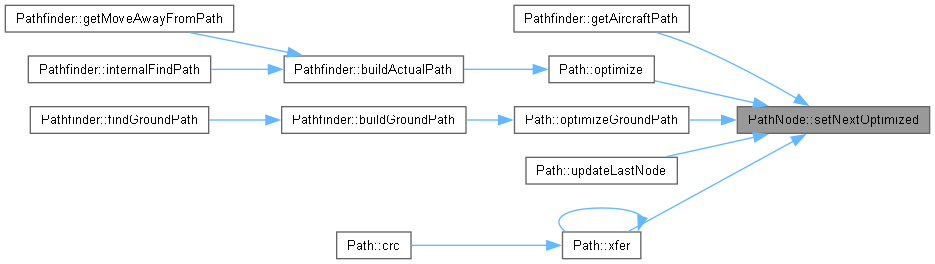 Pathfinder::getMoveAwayFromPath
Pathfinder::getAircraftPath
Pathfinder::internalFindPath
Pathfinder::buildActualPath
Path::optimize
Pathfinder::findGroundPath
Pathfinder::buildGroundPath
Path::optimizeGroundPath
PathNode::setNextOptimized
Path::updateLastNode
Path::crc
Path::xfer